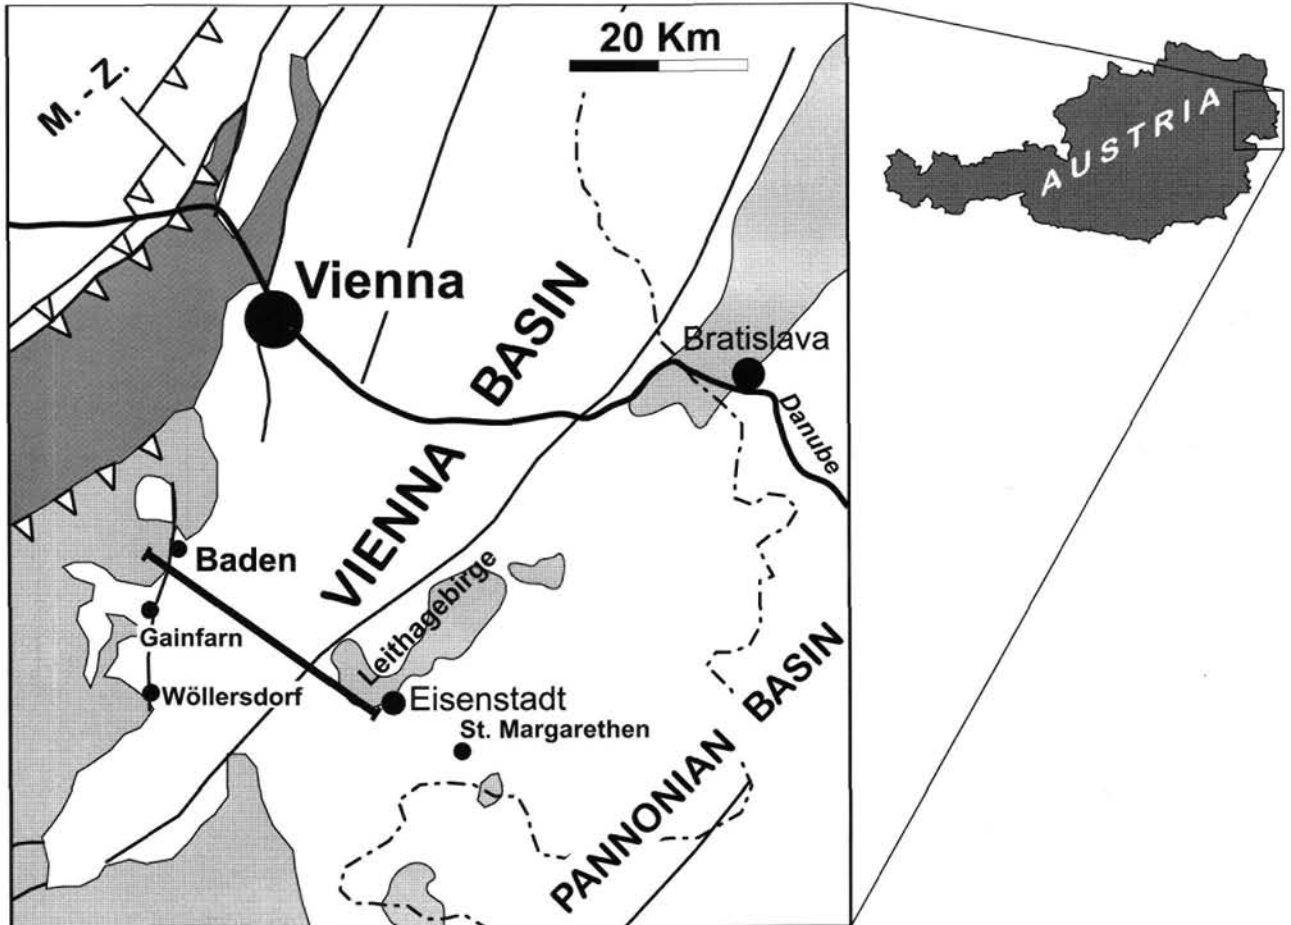 20 Km
M. - Z.
AUSTRIA
Vienna
VIENNA BASIN
Bratislava
Danube
Baden
Leithagebirge
Gainfarn
Wöllersdorf
Eisenstadt
St. Margarethen
PANNONIAN BASIN